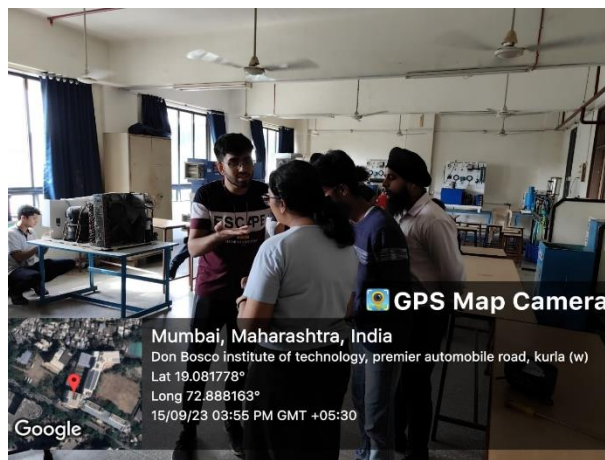 ESCAPE
GPS Map Camera
Mumbai, Maharashtra, India
Don Bosco institute of technology, premier automobile road, kurla (w)
Lat 19.081778°
Long 72.888163°
15/09/23 03:55 PM GMT +05:30
Google